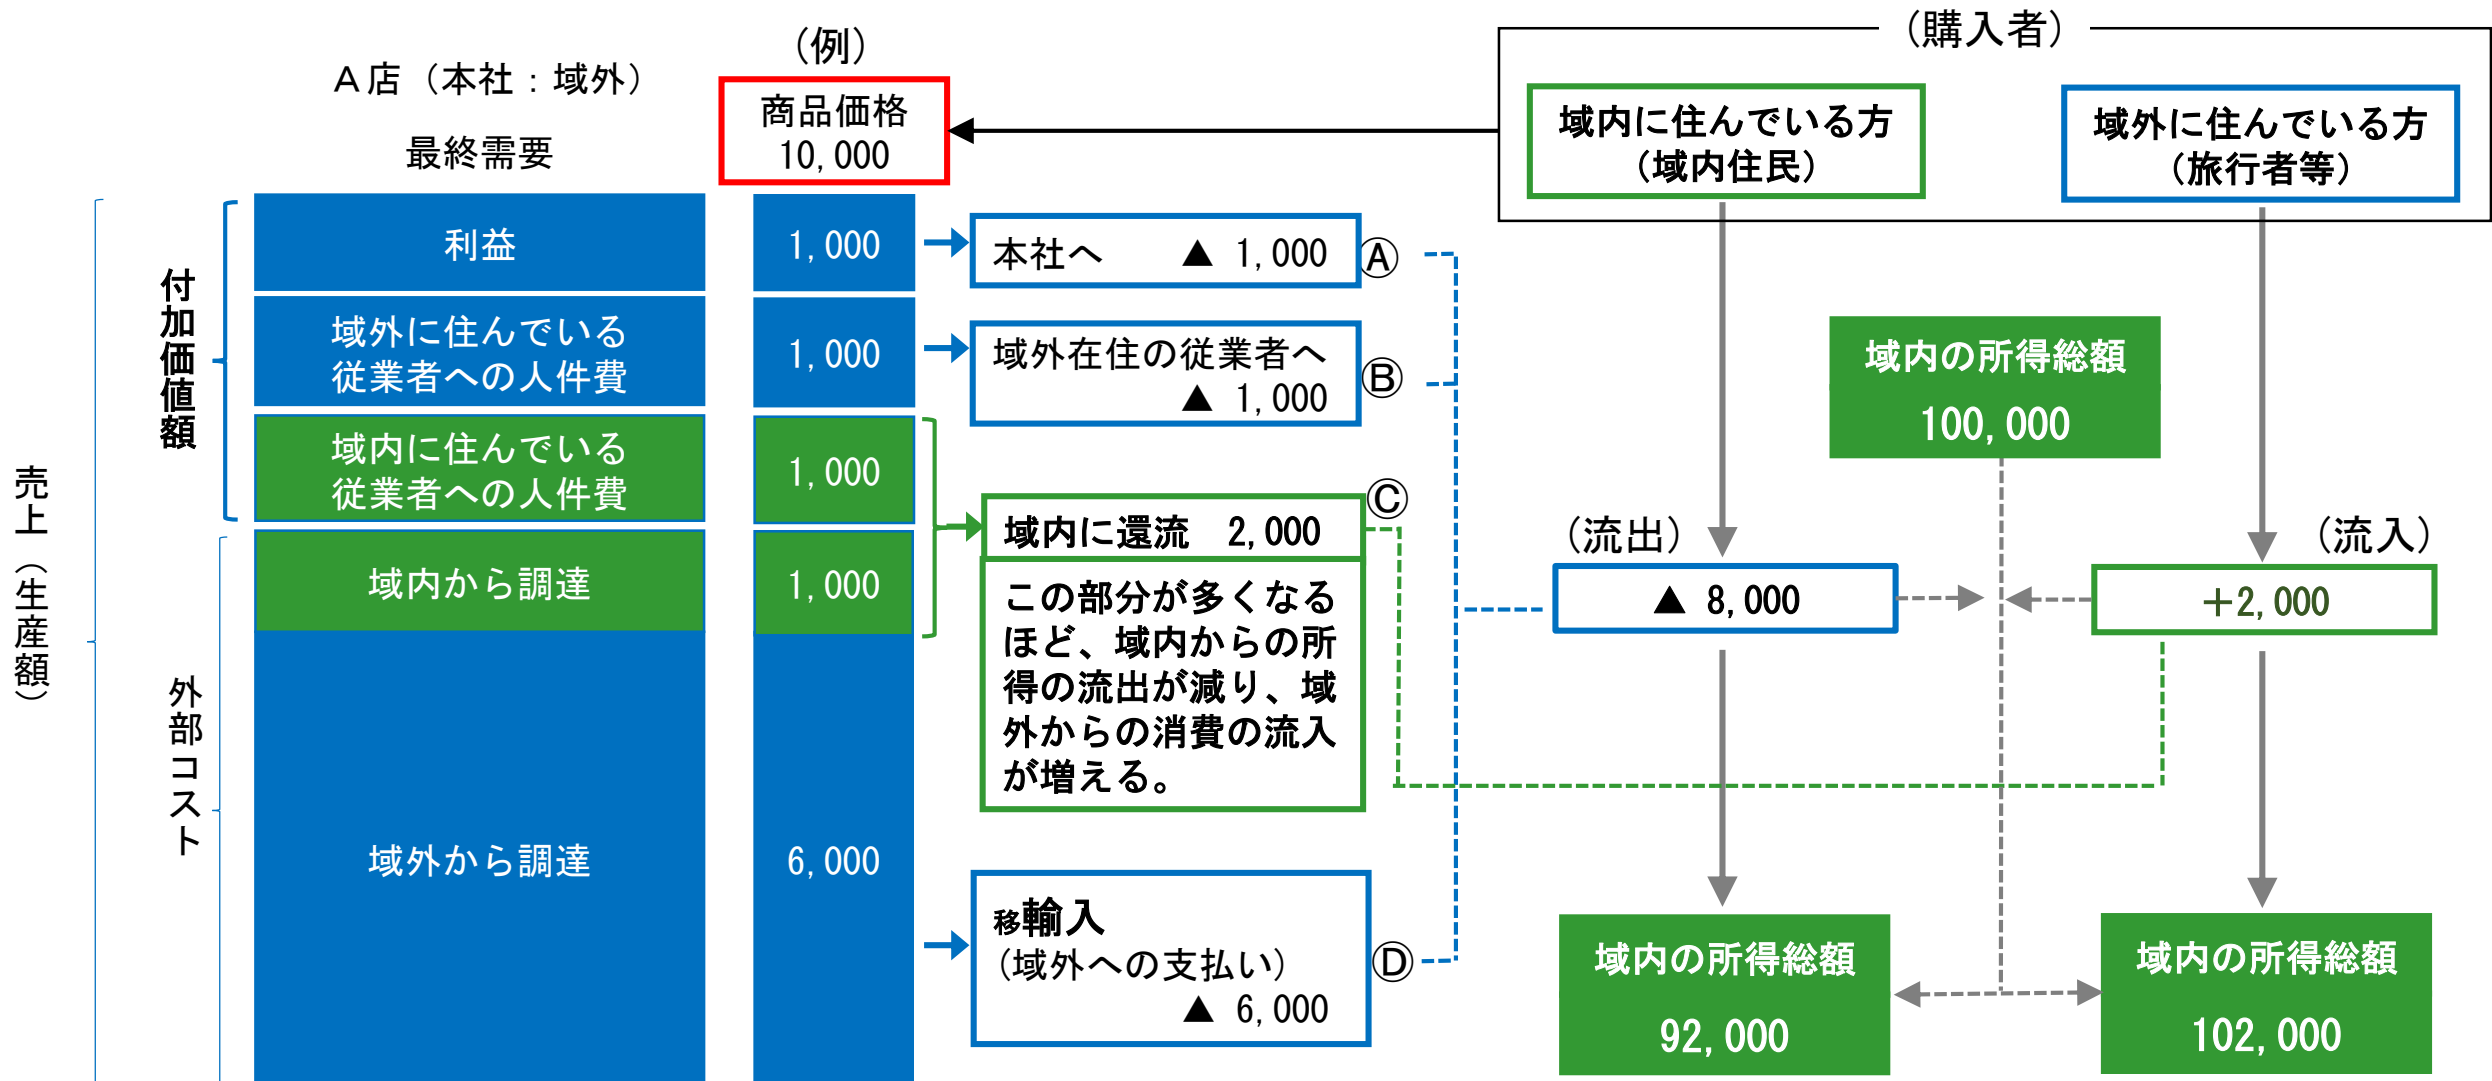 (例)
(購入者)
A店（本社：域外）
最終需要
商品価格
10,000
域内に住んでいる方
(域内住民)
域外に住んでいる方
(旅行者等)
売上（生産額）
付加価値額
外部コスト
利益
1,000
本社へ ▲ 1,000
Ⓐ
域外に住んでいる
従業者への人件費
1,000
域外在住の従業者へ
▲ 1,000
Ⓑ
域内に住んでいる
従業者への人件費
1,000
域内から調達
1,000
域内に還流 2,000
Ⓒ
この部分が多くなる
ほど、域内からの所
得の流出が減り、域
外からの消費の流入
が増える。
域外から調達
6,000
移輸入
(域外への支払い)
▲ 6,000
Ⓓ
域内の所得総額
100,000
(流出)
▲ 8,000
(流入)
+2,000
域内の所得総額
92,000
域内の所得総額
102,000